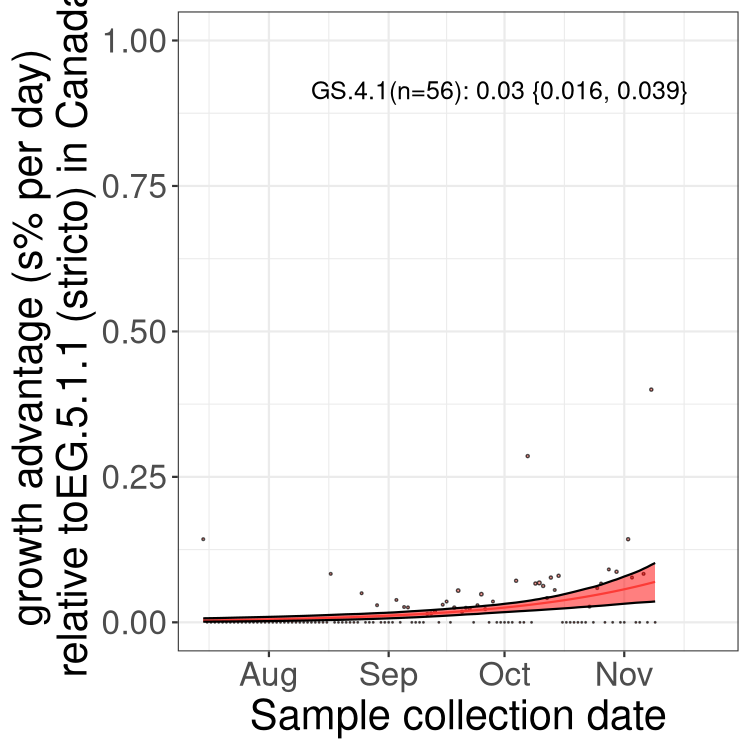 growth advantage (s% per day)
relative toEG.5.1.1 (stricto) in Canada
1.00
0.75
0.50
0.25
0.00
GS.4.1(n=56): 0.03 {0.016, 0.039}
Aug Sep Oct Nov
Sample collection date